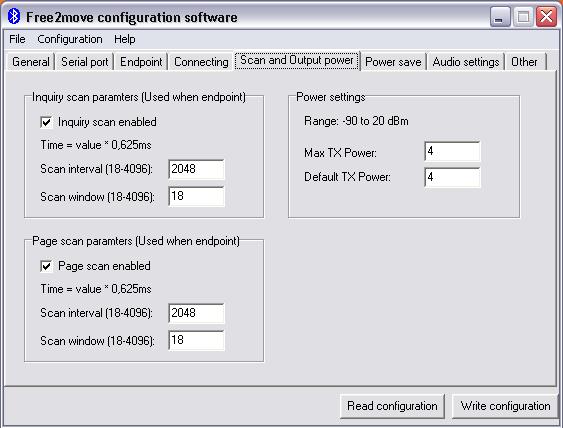 Free2move configuration software
File Configuration Help
General Serial port Endpoint Connecting Scan and Output power Power save Audio settings Other
Inquiry scan paramters (Used when endpoint)
Inquiry scan enabled
Time = value * 0,625ms
Scan interval (18-4096): 2048
Scan window (18-4096): 18
Power settings
Range: -90 to 20 dBm
Max TX Power: 4
Default TX Power: 4
Page scan paramters (Used when endpoint)
Page scan enabled
Time = value * 0,625ms
Scan interval (18-4096): 2048
Scan window (18-4096): 18
Read configuration Write configuration